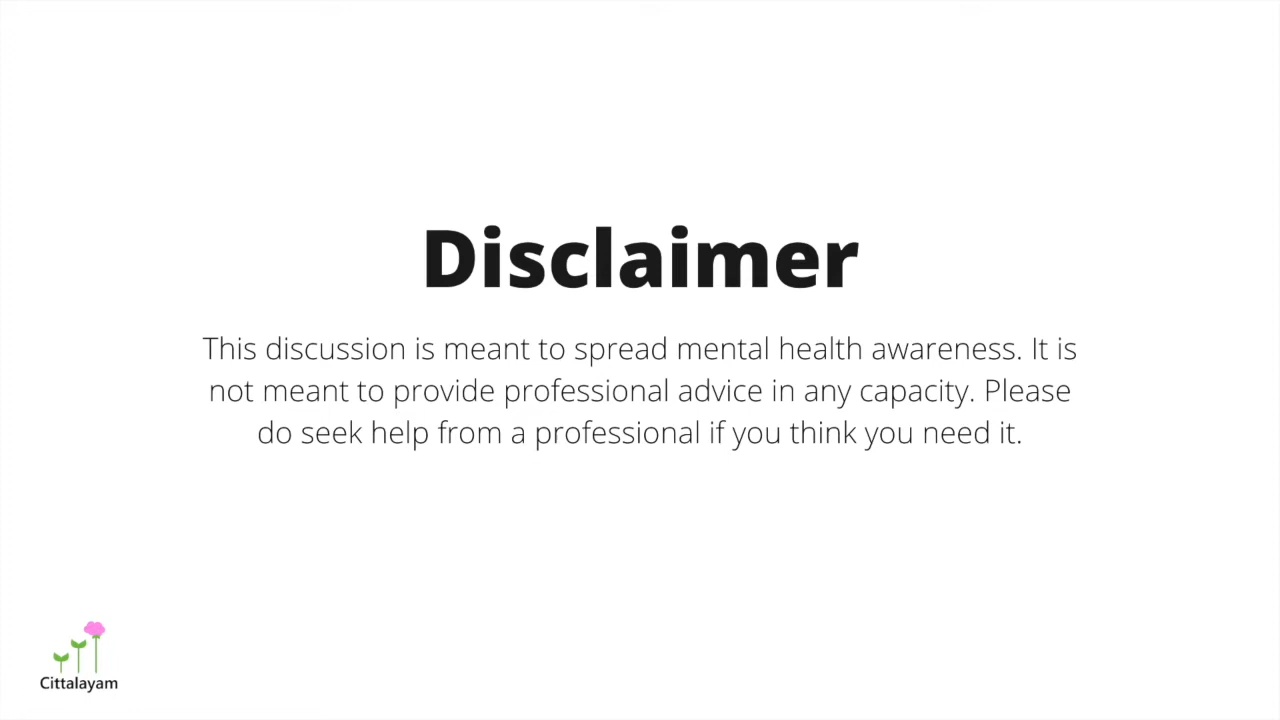 Disclaimer
This discussion is meant to spread mental health awareness. It is
not meant to provide professional advice in any capacity. Please
do seek help from a professional if you think you need it.
Cittalayam